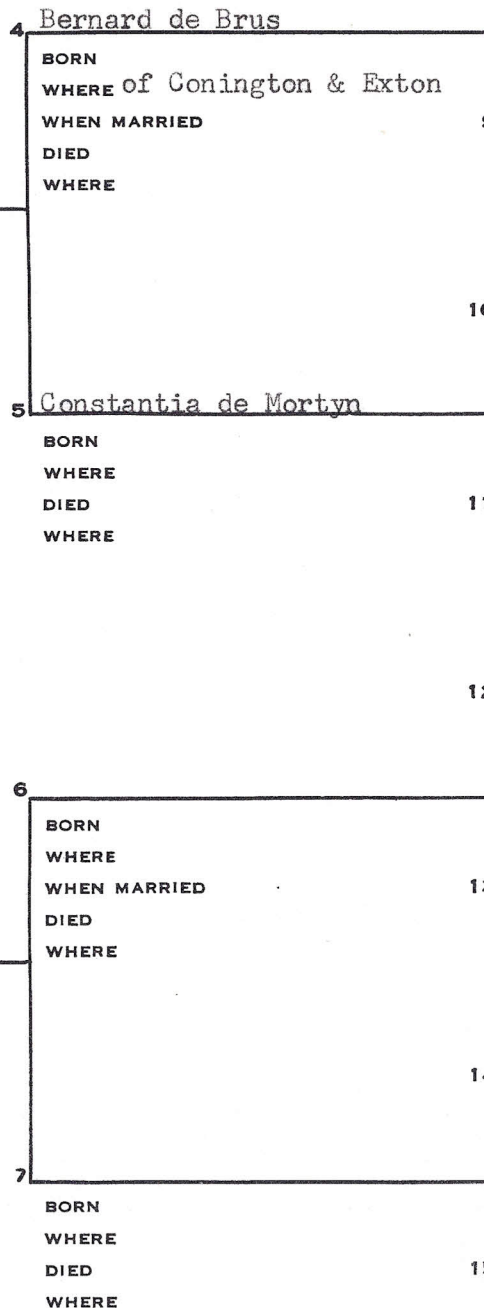 Bernard de Brus
4
BORN
WHERE of Conington & Exton
WHEN MARRIED
DIED
WHERE
Constantia de Mortyn
5
BORN
WHERE
DIED
WHERE
6
BORN
WHERE
WHEN MARRIED
DIED
WHERE
7
BORN
WHERE
DIED
WHERE